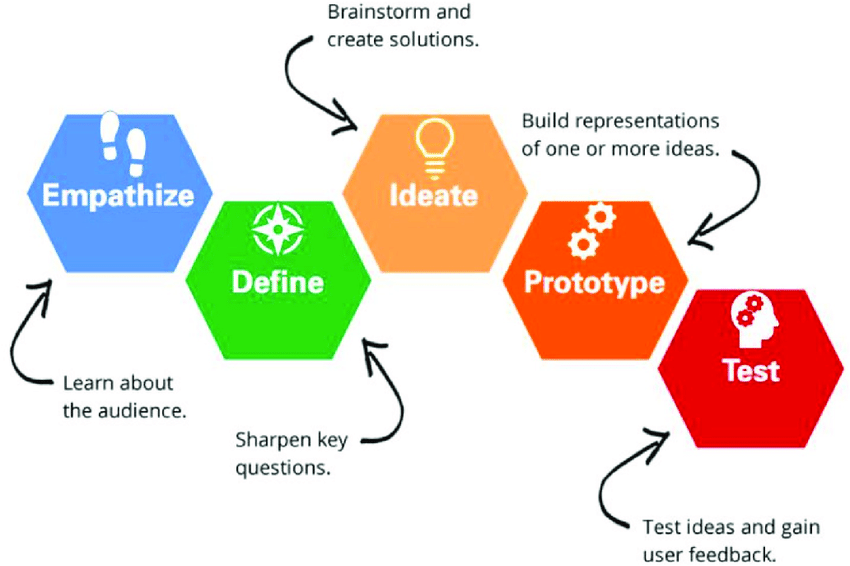 Brainstorm and
create solutions.
Build representations
of one or more ideas.
Empathize
Ideate
Define
Prototype
Test
Learn about
the audience.
Sharpen key
questions.
Test ideas and gain
user feedback.